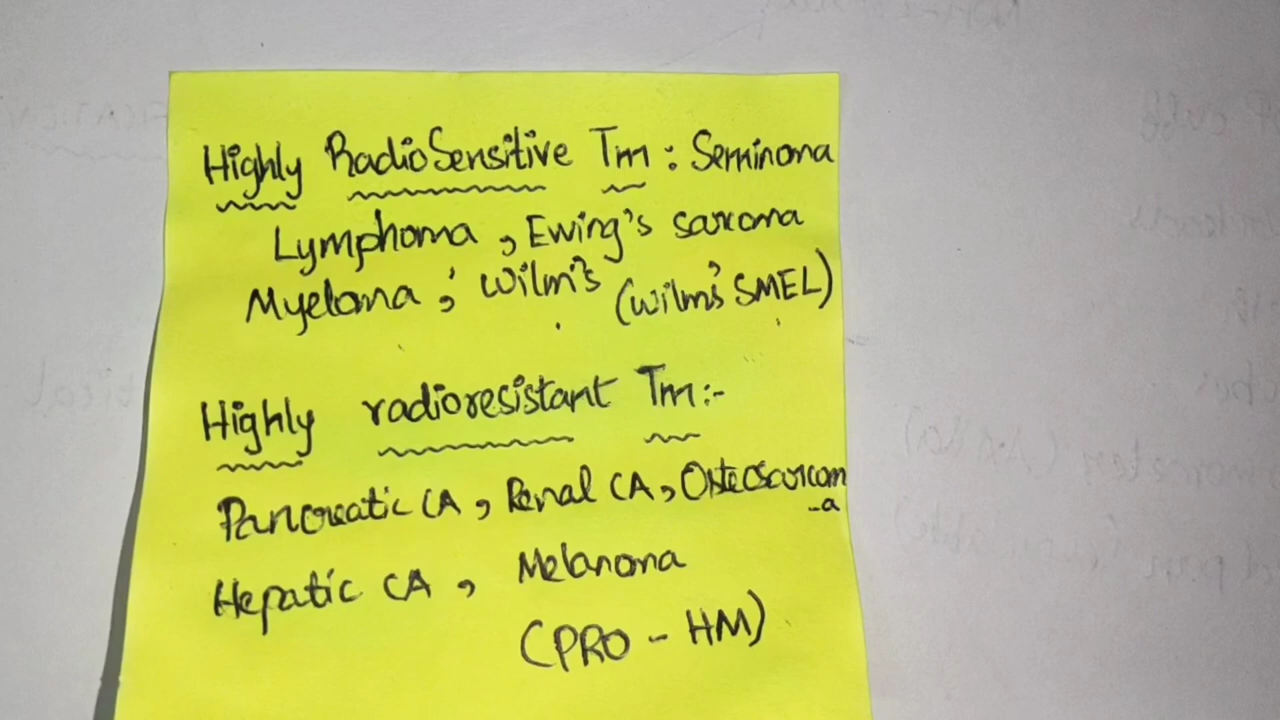 Highly RadioSensitive Tm : Seminoma
Lymphoma , Ewing's sarcoma
Myeloma , Wilm's (Wilm's SMEL)
Highly radioresistant Tm:-
Pancreatic CA , Renal CA, Osteosarcom
-a
Hepatic CA , Melanoma
(PRO - HM)